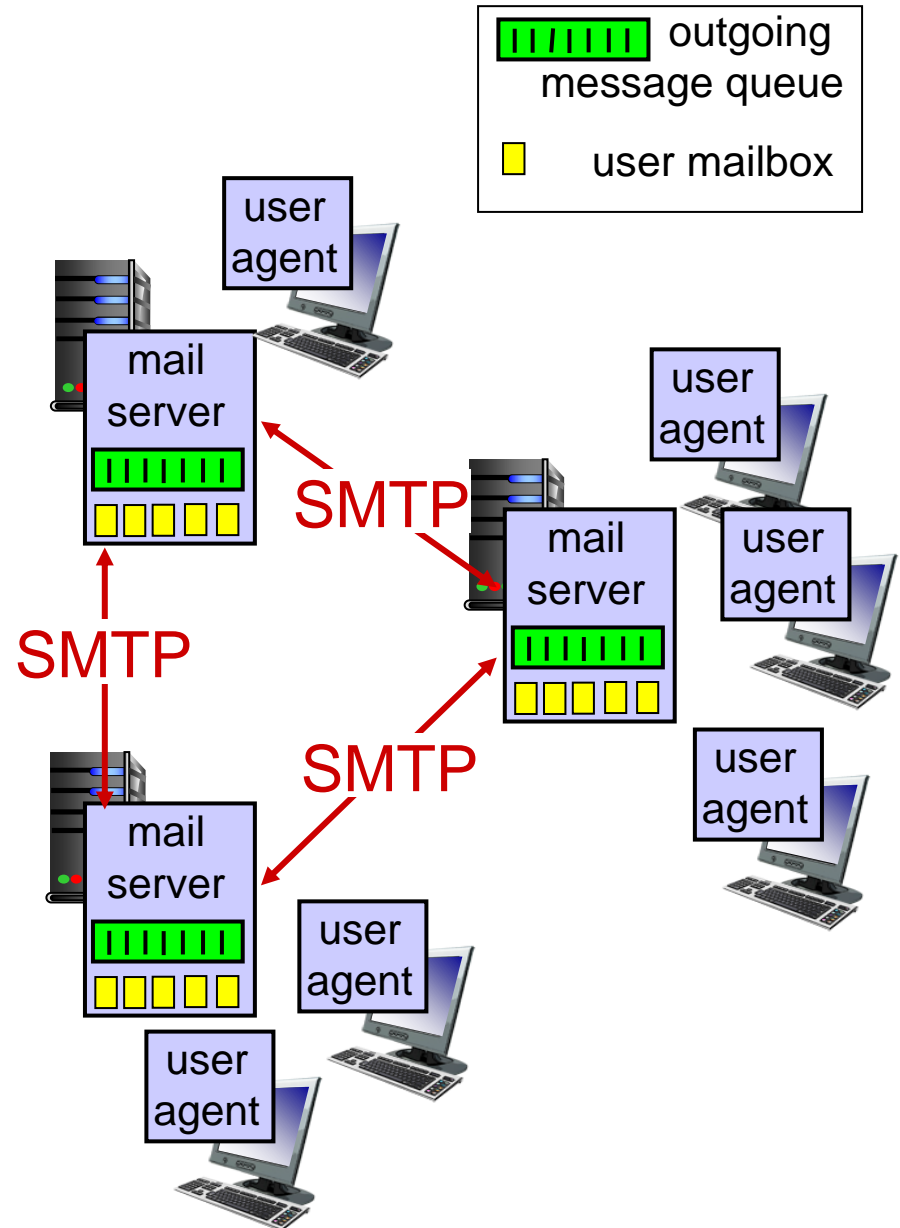 outgoing
message queue
user mailbox
user
agent
mail
server
user
agent
SMTP
mail
server
user
agent
SMTP
user
agent
SMTP
mail
server
user
agent
user
agent